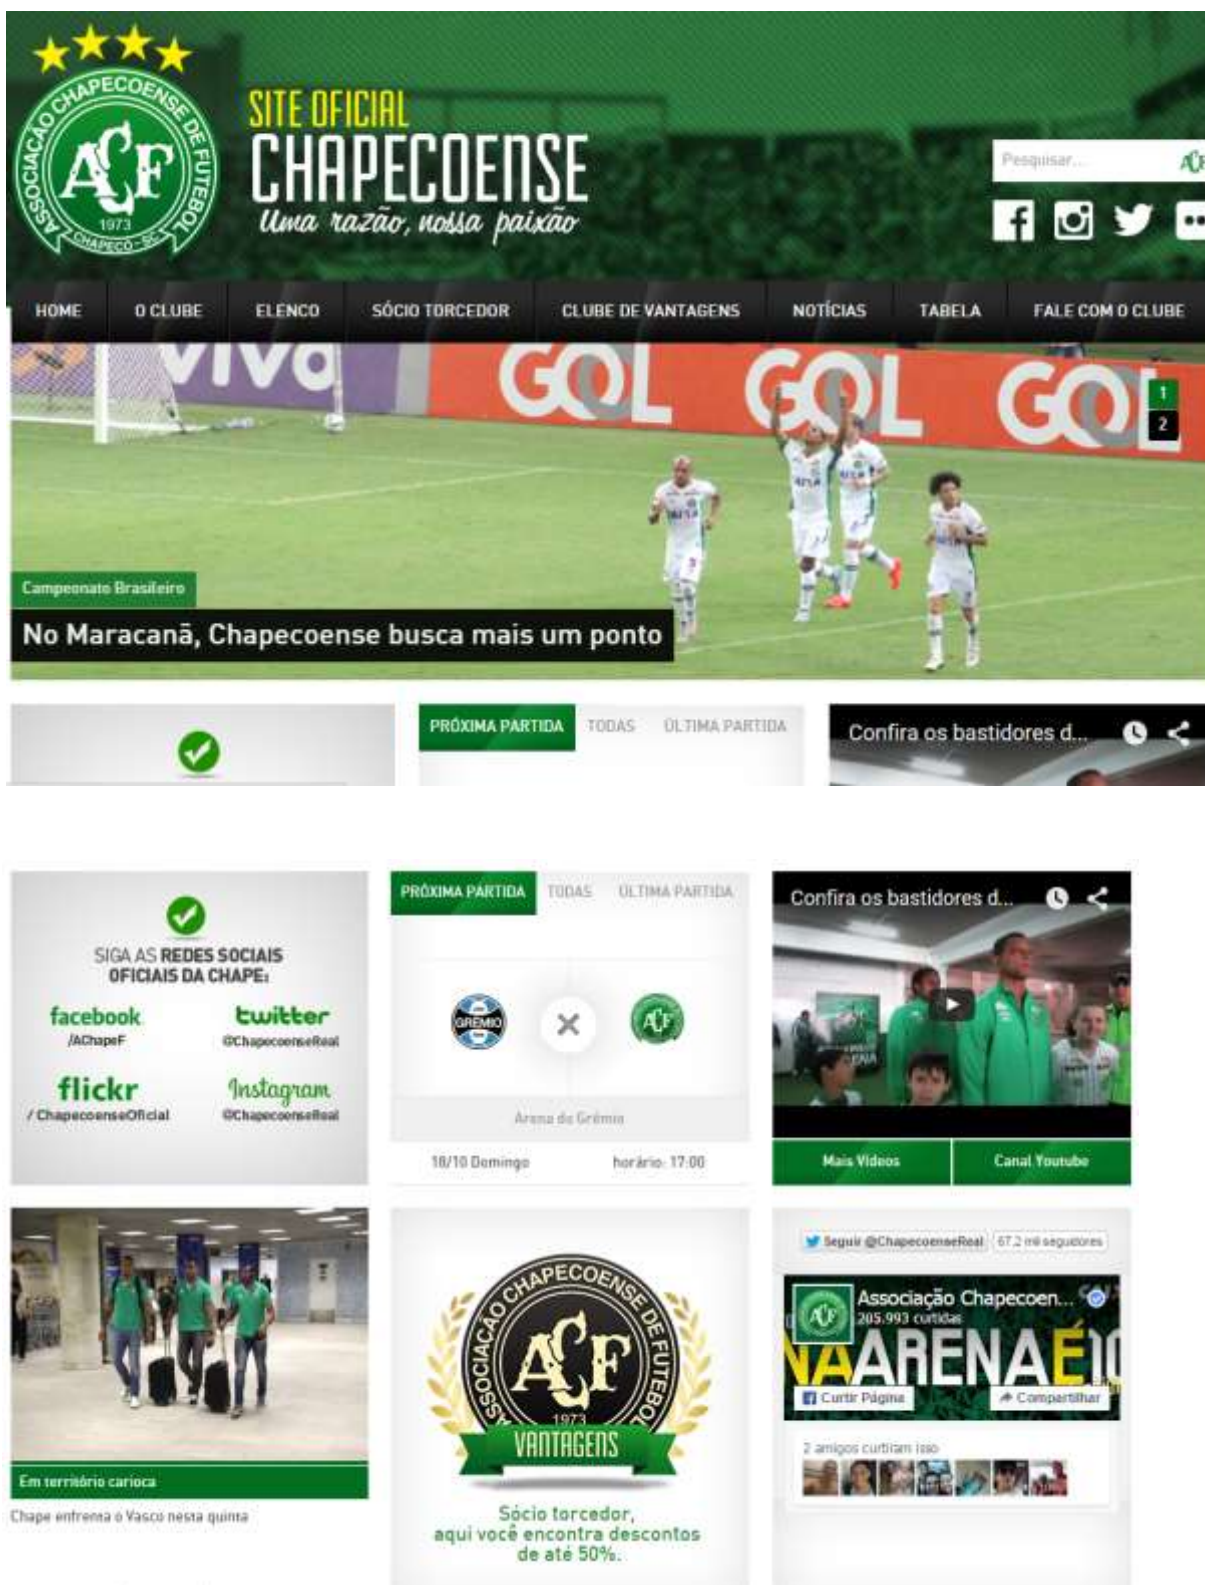 ASSOCIAÇÃO CHAPECOENSE DE FUTEBOL
ACF
1973
CHAPECÓ - SC
SITE OFICIAL
CHAPECOENSE
Uma razão, nossa paixão
Pesquisar...
HOME O CLUBE ELENCO SÓCIO TORCEDOR CLUBE DE VANTAGENS NOTÍCIAS TABELA FALE COM O CLUBE
vivo GOL GOL GOL
1
2
Campeonato Brasileiro
No Maracanã, Chapecoense busca mais um ponto
PRÓXIMA PARTIDA TODAS ÚLTIMA PARTIDA
Confira os bastidores d...
SIGA AS REDES SOCIAIS
OFICIAIS DA CHAPE:
facebook twitter
/AChapeF @ChapecoenseReal
flickr Instagram
/ ChapecoenseOficial @ChapecoenseReal
PRÓXIMA PARTIDA TODAS ÚLTIMA PARTIDA
GRÊMIO
ACF
Arena do Grêmio
18/10 Domingo horário: 17:00
Confira os bastidores d...
Mais Vídeos Canal Youtube
Em território carioca
Chape enfrenta o Vasco nesta quinta
ASSOCIAÇÃO CHAPECOENSE DE FUTEBOL
ACF
1973
VANTAGENS
Sócio torcedor,
aqui você encontra descontos
de até 50%.
Seguir @ChapecoenseReal 67,2 mil seguidores
Associação Chapecoen...
205.993 curtidas
NA ARENA É
Curtir Página Compartilhar
2 amigos curtiram isso